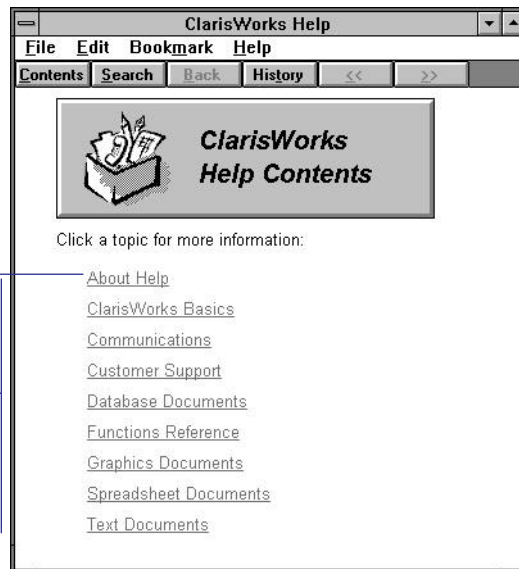 ClarisWorks Help
File Edit Bookmark Help
Contents Search Back History << >>
ClarisWorks
Help Contents
Click a topic for more information:
About Help
ClarisWorks Basics
Communications
Customer Support
Database Documents
Functions Reference
Graphics Documents
Spreadsheet Documents
Text Documents